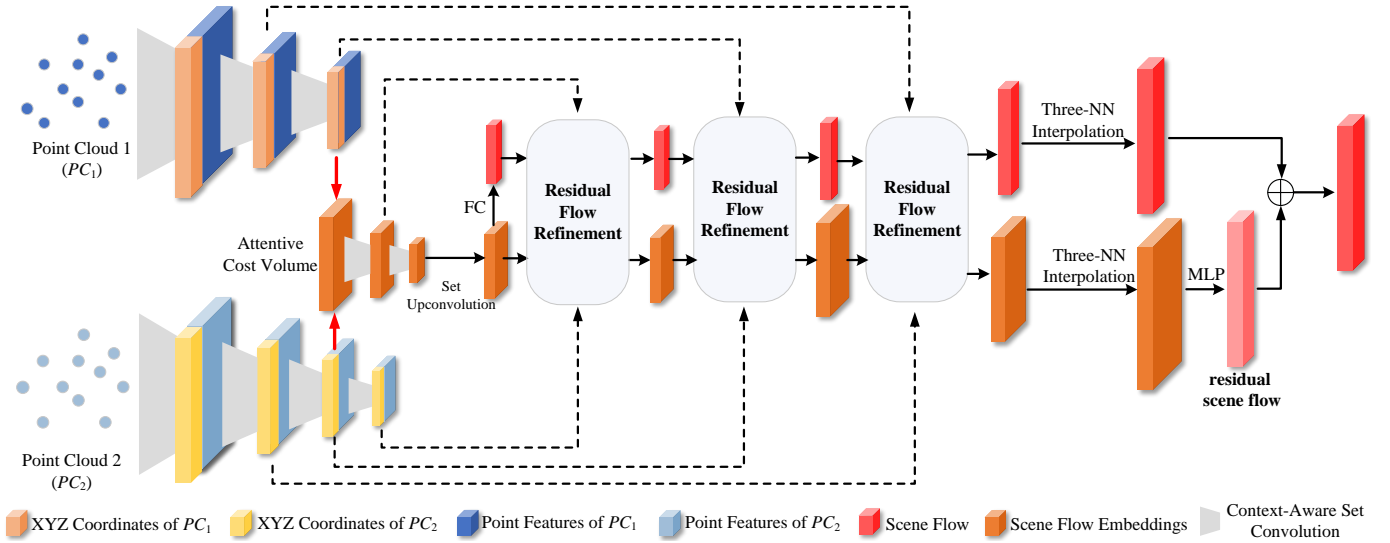 Point Cloud 1
(PC1)
Attentive
Cost Volume
FC
Set
Upconvolution
Residual
Flow
Refinement
Residual
Flow
Refinement
Residual
Flow
Refinement
Three-NN
Interpolation
Three-NN
Interpolation
MLP
residual
scene flow
Point Cloud 2
(PC2)
XYZ Coordinates of PC1
XYZ Coordinates of PC2
Point Features of PC1
Point Features of PC2
Scene Flow
Scene Flow Embeddings
Context-Aware Set
Convolution